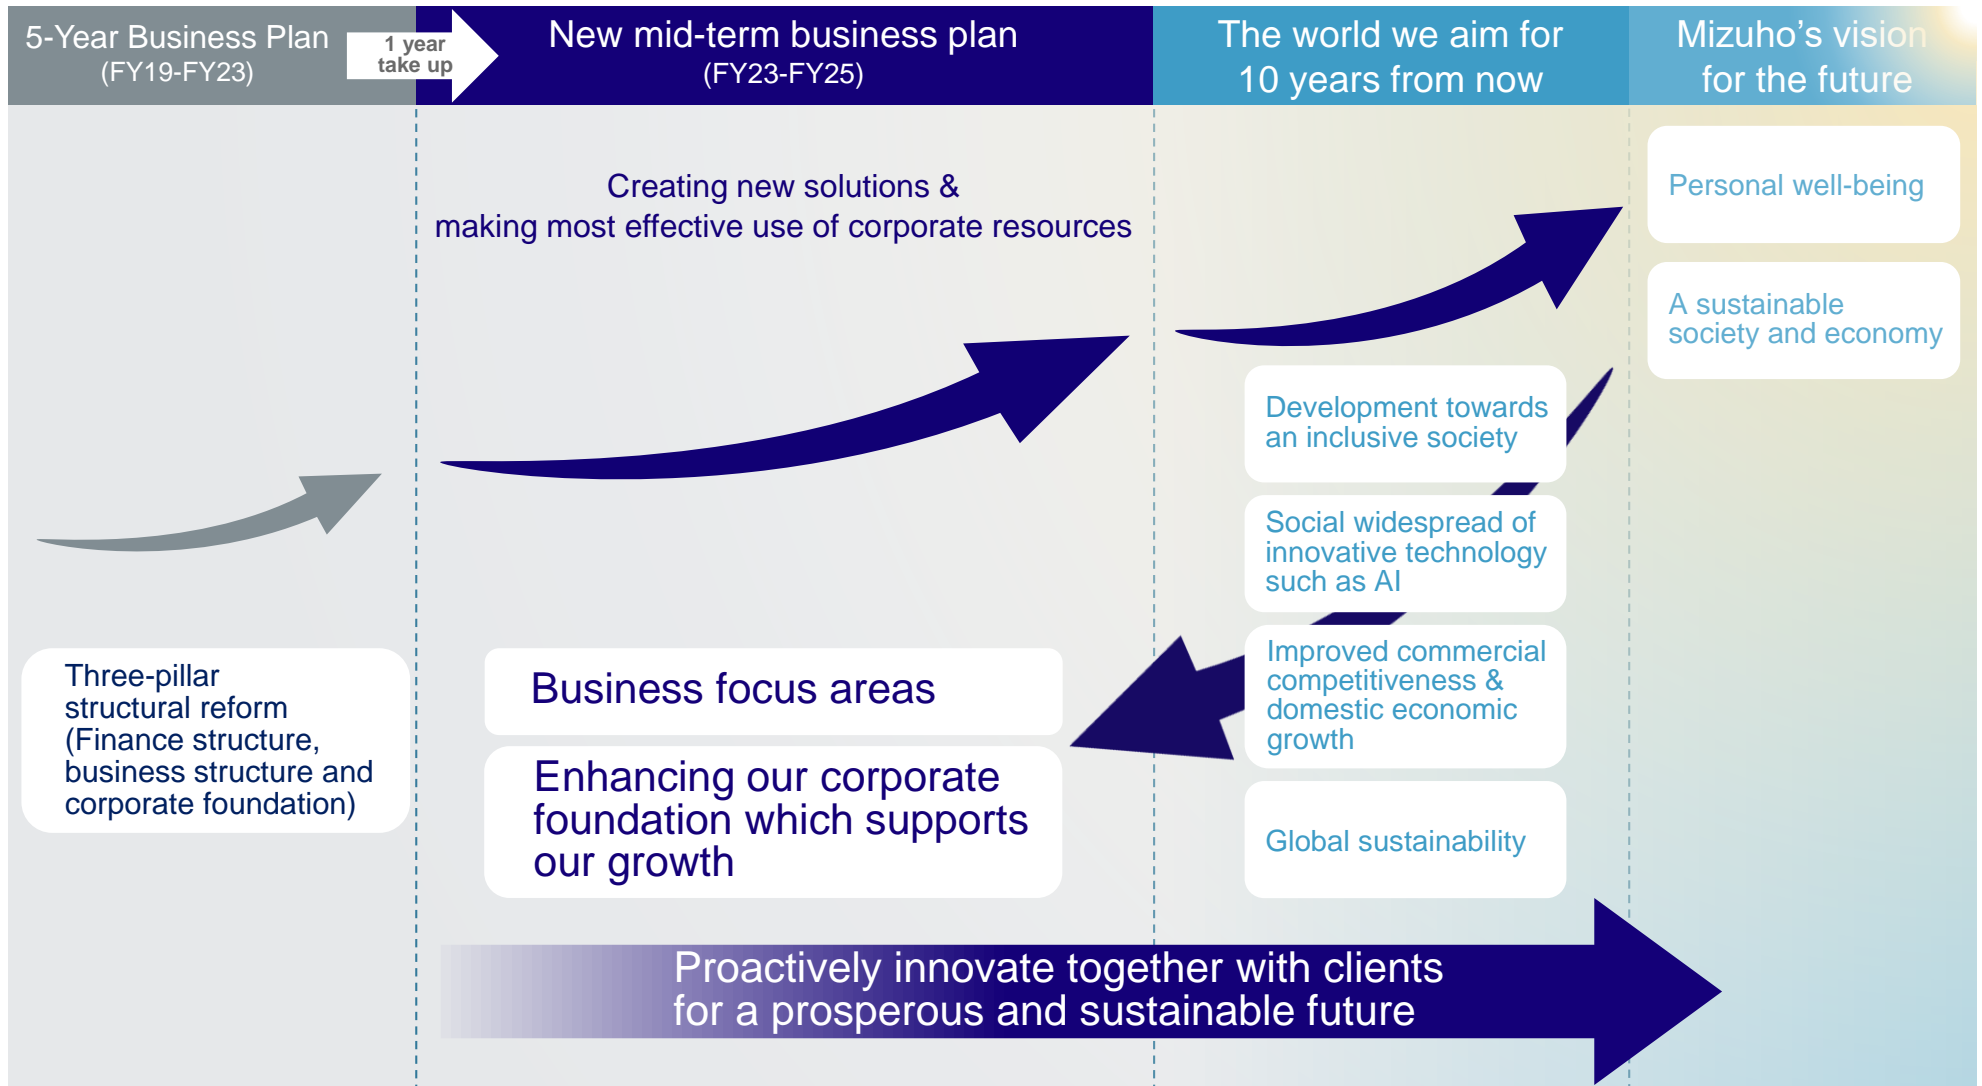 5-Year Business Plan
(FY19-FY23)
1 year
take up
New mid-term business plan
(FY23-FY25)
The world we aim for
10 years from now
Mizuho’s vision
for the future
Creating new solutions &
making most effective use of corporate resources
Personal well-being
A sustainable
society and economy
Development towards
an inclusive society
Social widespread of
innovative technology
such as AI
Improved commercial
competitiveness &
domestic economic
growth
Global sustainability
Three-pillar
structural reform
(Finance structure,
business structure and
corporate foundation)
Business focus areas
Enhancing our corporate
foundation which supports
our growth
Proactively innovate together with clients
for a prosperous and sustainable future